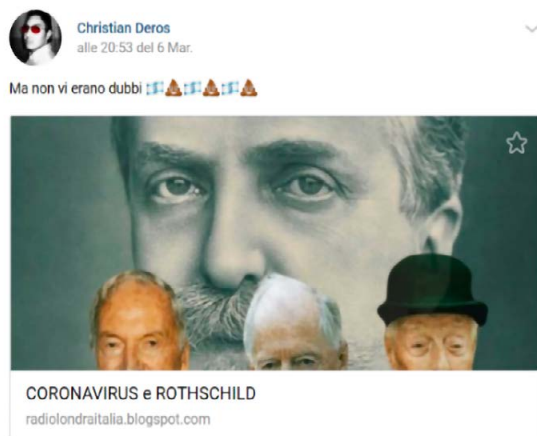 Christian Deros
alle 20:53 del 6 Mar.
Ma non vi erano dubbi
CORONAVIRUS e ROTHSCHILD
radiolondraitalia.blogspot.com